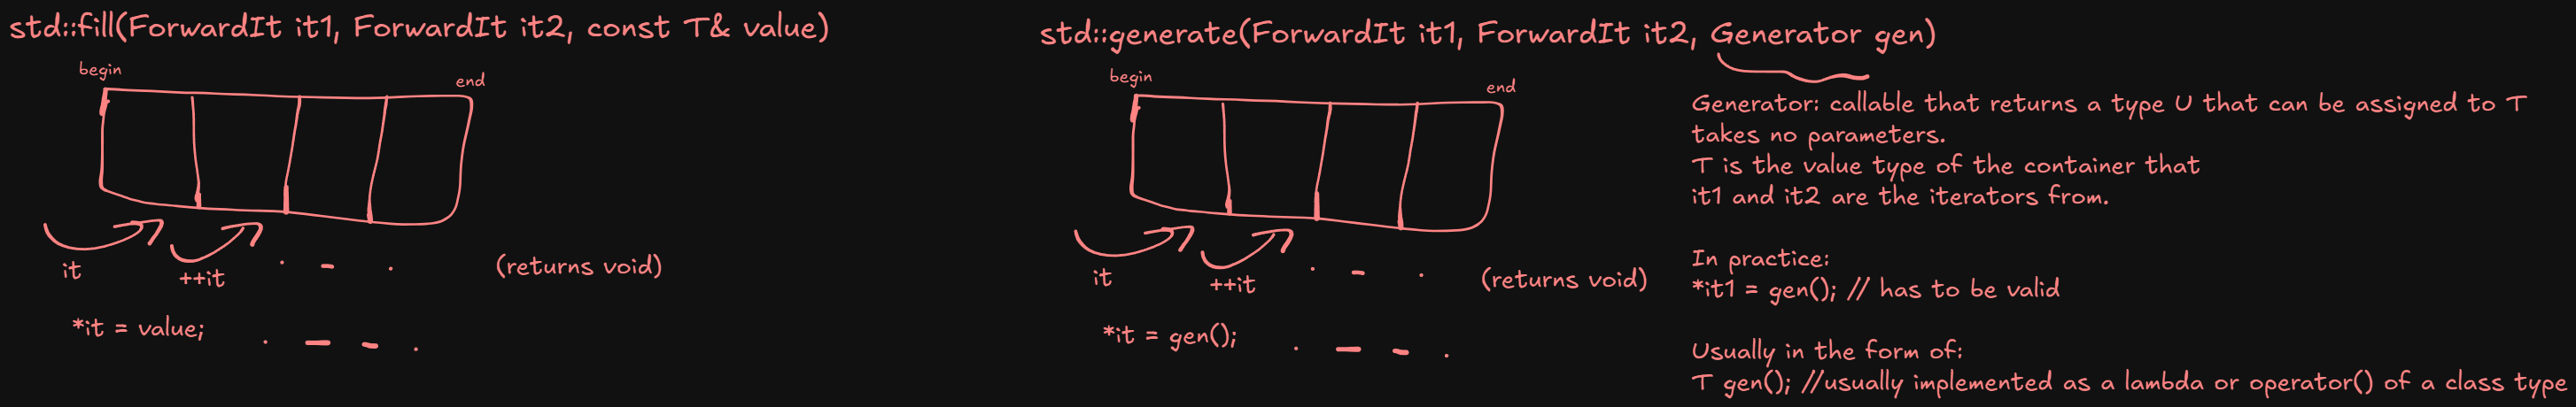 std::fill(ForwardIt it1, ForwardIt it2, const T& value)
begin
end
it
++it
(returns void)
*it = value;
std::generate(ForwardIt it1, ForwardIt it2, Generator gen)
begin
end
it
++it
(returns void)
*it = gen();
Generator: callable that returns a type U that can be assigned to T
takes no parameters.
T is the value type of the container that
it1 and it2 are the iterators from.
In practice:
*it1 = gen(); // has to be valid
Usually in the form of:
T gen(); //usually implemented as a lambda or operator() of a class type